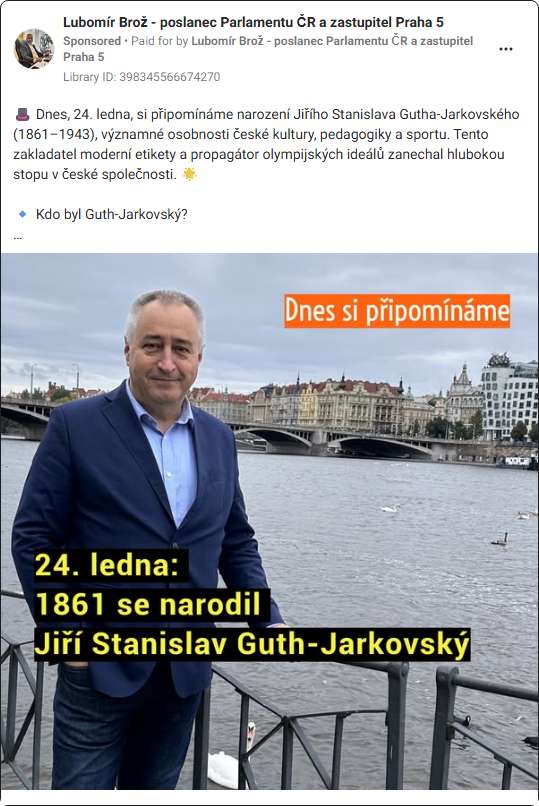 Lubomír Brož - poslanec Parlamentu ČR a zastupitel Praha 5
Sponsored • Paid for by Lubomír Brož - poslanec Parlamentu ČR a zastupitel
Praha 5
Library ID: 398345566674270
Dnes, 24. ledna, si připomínáme narození Jiřího Stanislava Gutha-Jarkovského
(1861–1943), významné osobnosti české kultury, pedagogiky a sportu. Tento
zakladatel moderní etikety a propagátor olympijských ideálů zanechal hlubokou
stopu v české společnosti.
Kdo byl Guth-Jarkovský?
...
Dnes si připomínáme
24. ledna:
1861 se narodil
Jiří Stanislav Guth-Jarkovský